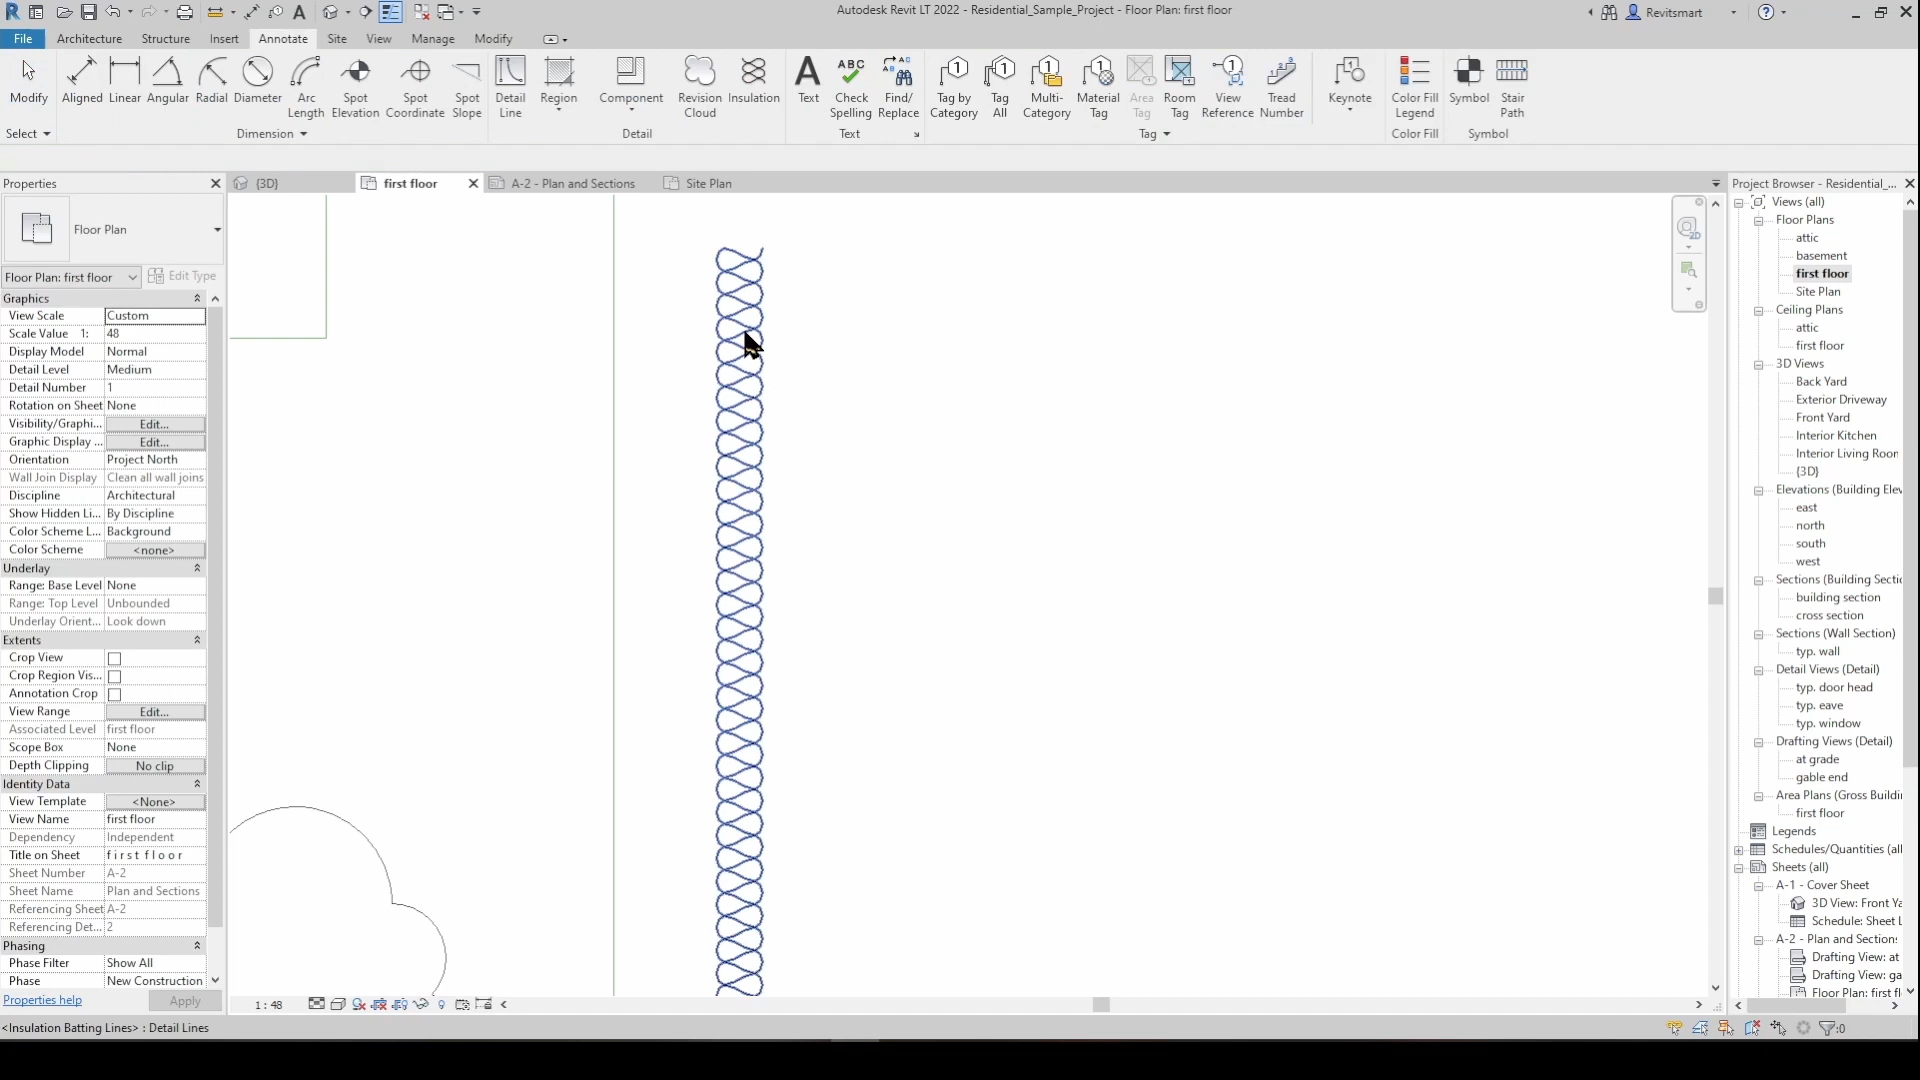 Autodesk Revit LT 2022 - Residential_Sample_Project - Floor Plan: first floor
Revitsmart
File Architecture Structure Insert Annotate Site View Manage Modify
Modify
Aligned Linear Angular Radial Diameter Arc Length Spot Elevation Spot Coordinate Spot Slope
Detail Line Region Component Revision Cloud Insulation
Text ABC Check Spelling Find/ Replace
Tag by Category Tag All Multi- Category Material Tag Area Tag Room Tag View Reference Tread Number
Keynote Color Fill Legend Symbol Stair Path
Select Dimension Detail Text Tag Color Fill Symbol
Properties
{3D} first floor A-2 - Plan and Sections Site Plan
Floor Plan
Floor Plan: first floor Edit Type
Graphics
View Scale Custom
Scale Value 1: 48
Display Model Normal
Detail Level Medium
Detail Number 1
Rotation on Sheet None
Visibility/Graphi... Edit...
Graphic Display ... Edit...
Orientation Project North
Wall Join Display Clean all wall joins
Discipline Architectural
Show Hidden Li... By Discipline
Color Scheme L... Background
Color Scheme <none>
Underlay
Range: Base Level None
Range: Top Level Unbounded
Underlay Orient... Look down
Extents
Crop View
Crop Region Vis...
Annotation Crop
View Range Edit...
Associated Level first floor
Scope Box None
Depth Clipping No clip
Identity Data
View Template <None>
View Name first floor
Dependency Independent
Title on Sheet f i r s t f l o o r
Sheet Number A-2
Sheet Name Plan and Sections
Referencing Sheet A-2
Referencing Det... 2
Phasing
Phase Filter Show All
Phase New Construction
Properties help Apply
1 : 48
<Insulation Batting Lines> : Detail Lines
:0
Project Browser - Residential_...
Views (all)
Floor Plans
attic
basement
first floor
Site Plan
Ceiling Plans
attic
first floor
3D Views
Back Yard
Exterior Driveway
Front Yard
Interior Kitchen
Interior Living Roon
{3D}
Elevations (Building Elev
east
north
south
west
Sections (Building Sectio
building section
cross section
Sections (Wall Section)
typ. wall
Detail Views (Detail)
typ. door head
typ. eave
typ. window
Drafting Views (Detail)
at grade
gable end
Area Plans (Gross Buildin
first floor
Legends
Schedules/Quantities (all
Sheets (all)
A-1 - Cover Sheet
3D View: Front Ya
Schedule: Sheet L
A-2 - Plan and Sections
Drafting View: at
Drafting View: ga
Floor Plan: first fl